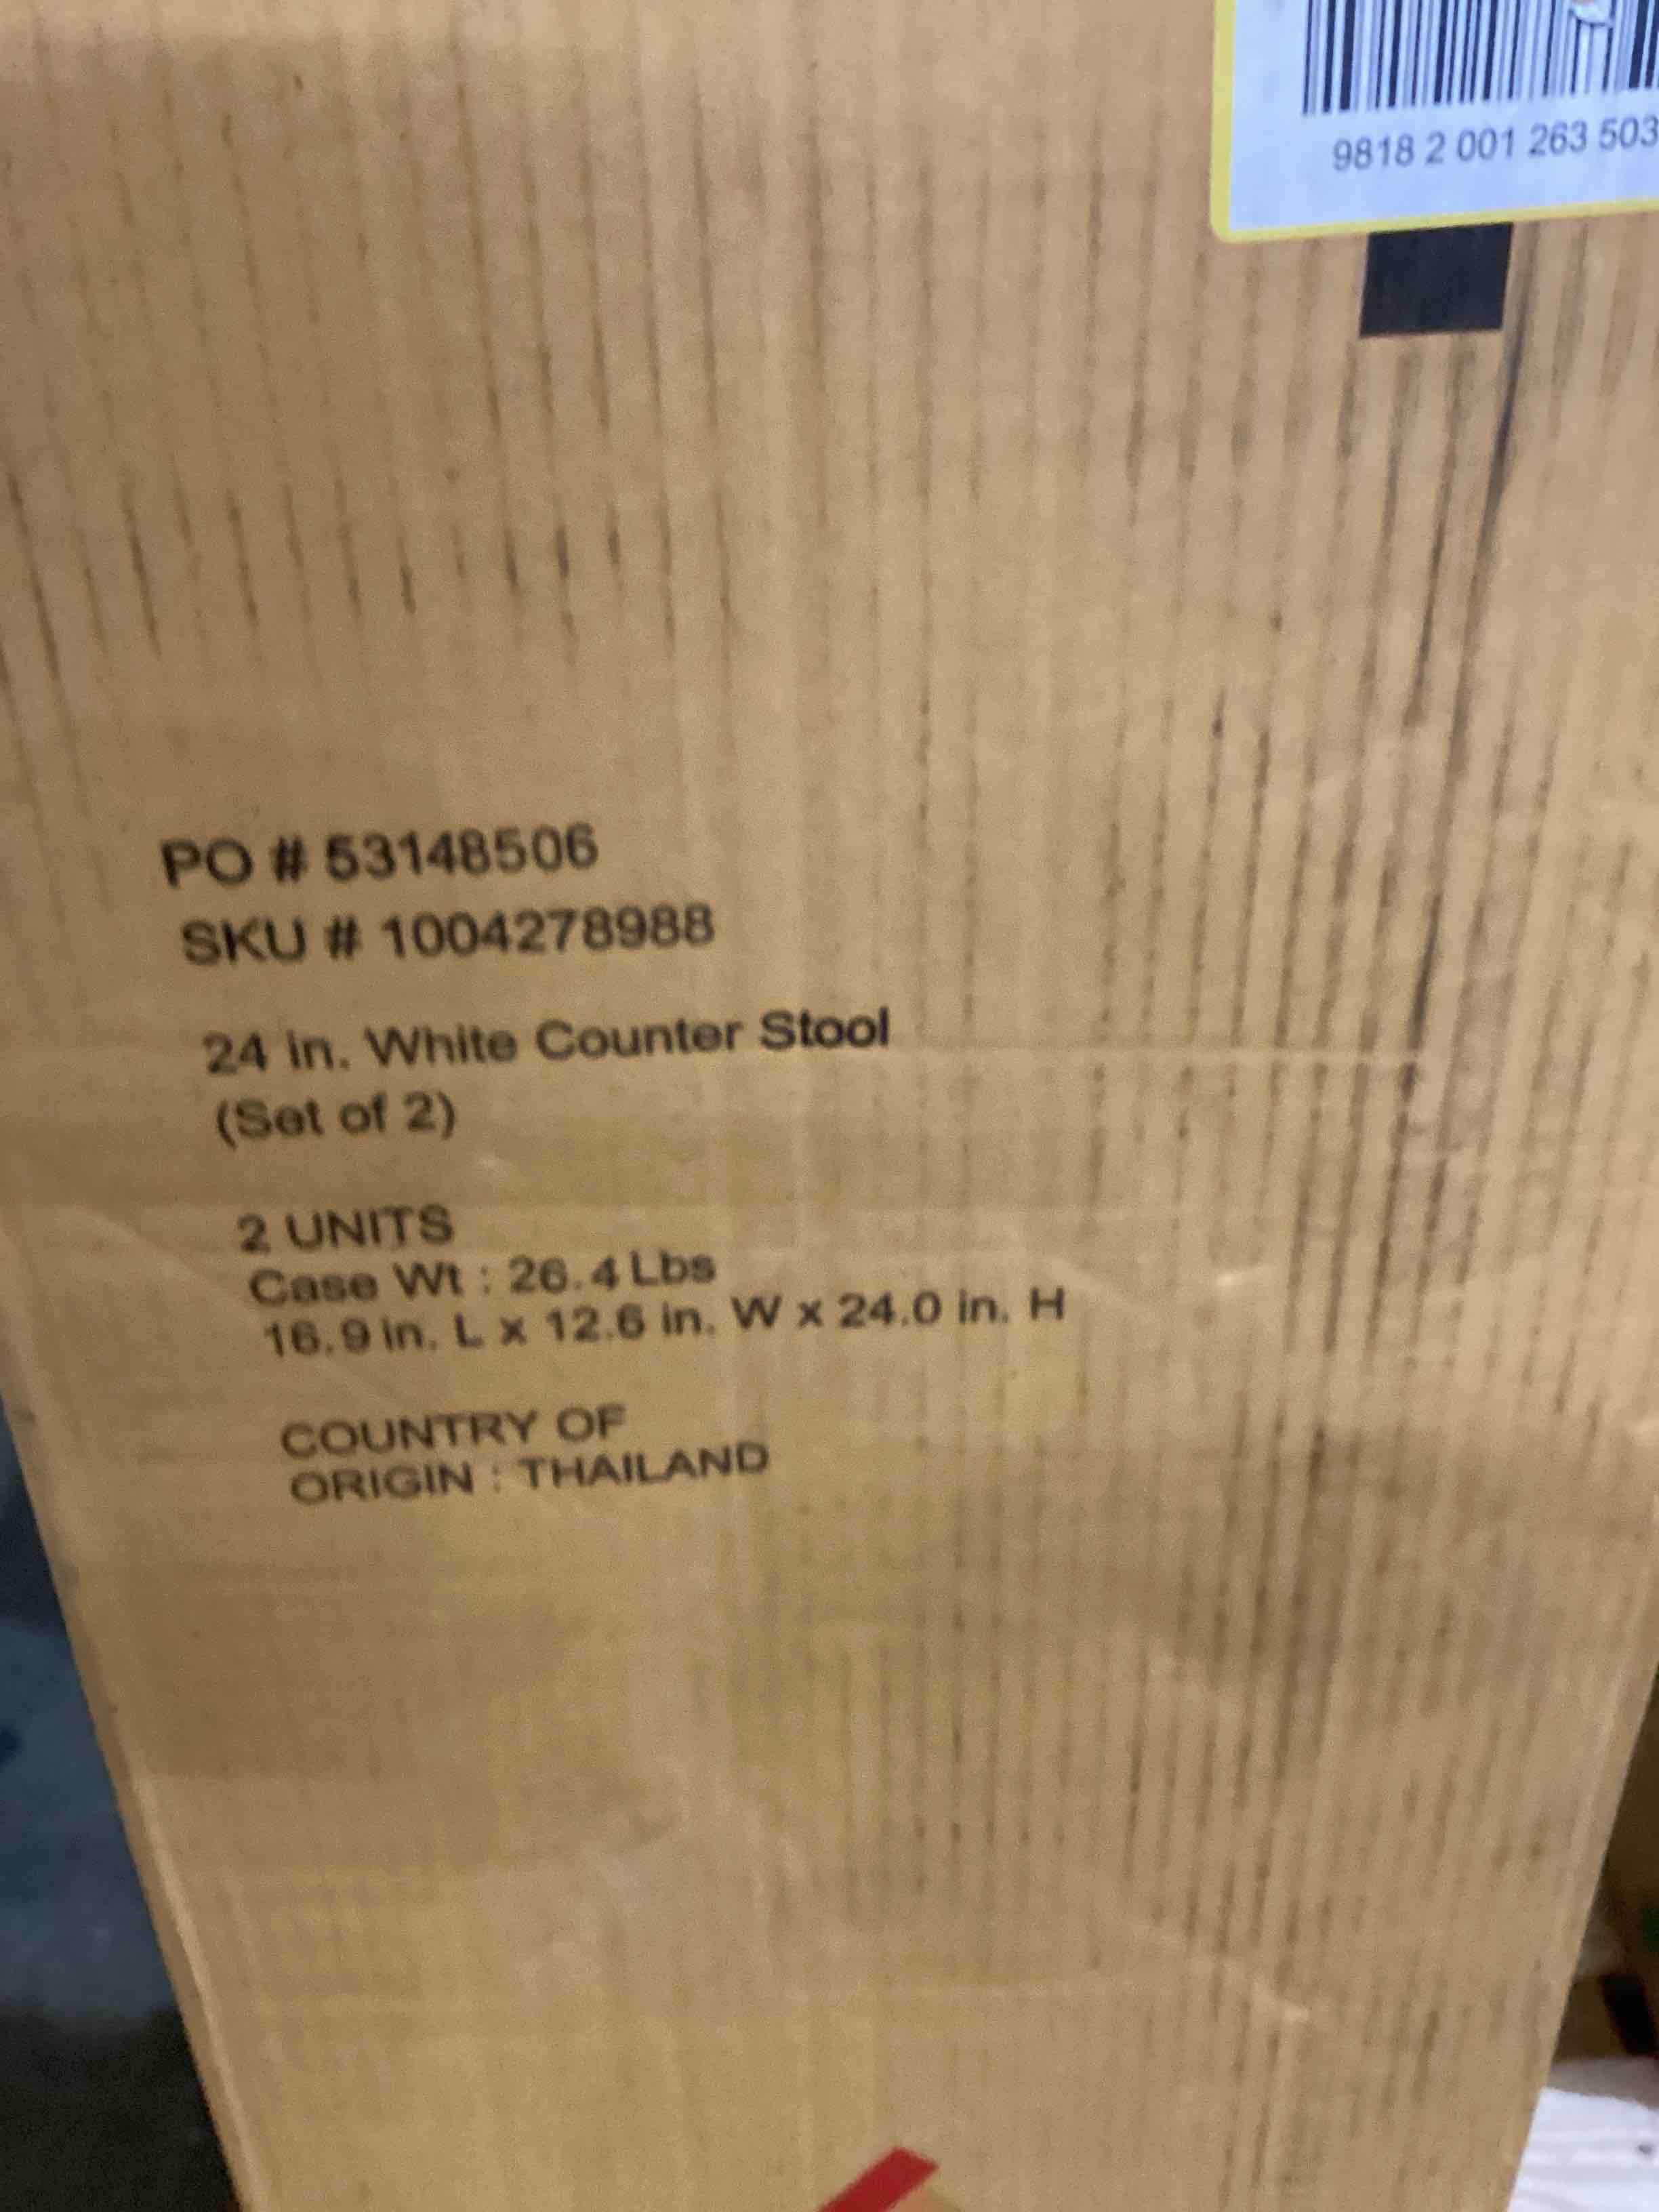 9818 2 001 263 503
PO # 53148506
SKU # 1004278988
24 in. White Counter Stool
(Set of 2)
2 UNITS
Case Wt : 26.4 Lbs
16.9 in. L x 12.6 in. W x 24.0 in. H
COUNTRY OF
ORIGIN : THAILAND